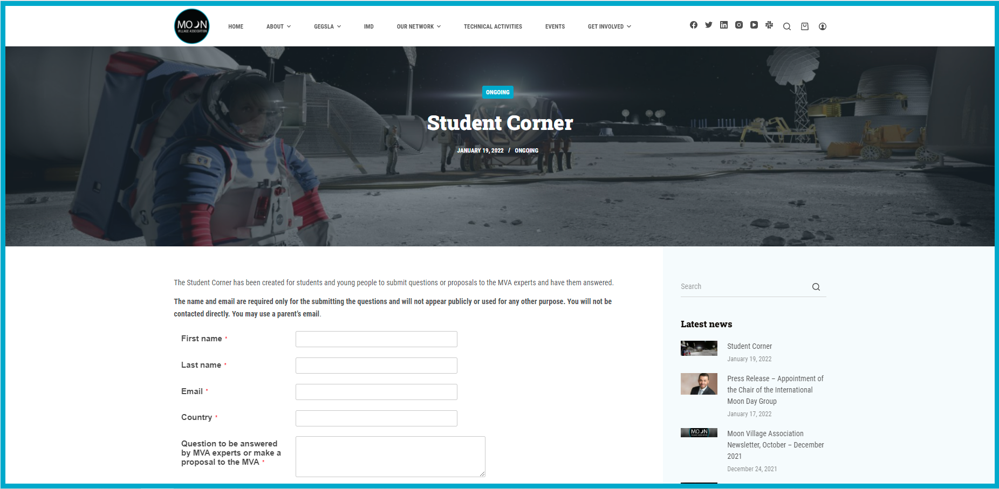 MOON
VILLAGE ASSOCIATION
HOME
ABOUT
GEGSLA
IMD
OUR NETWORK
TECHNICAL ACTIVITIES
EVENTS
GET INVOLVED
ONGOING
Student Corner
JANUARY 19, 2022 / ONGOING
The Student Corner has been created for students and young people to submit questions or proposals to the MVA experts and have them answered.
The name and email are required only for the submitting the questions and will not appear publicly or used for any other purpose. You will not be
contacted directly. You may use a parent’s email.
First name *
Last name *
Email *
Country *
Question to be answered
by MVA experts or make a
proposal to the MVA *
Search
Latest news
Student Corner
January 19, 2022
Press Release – Appointment of
the Chair of the International
Moon Day Group
January 17, 2022
MOON
Moon Village Association
Newsletter, October – December
2021
December 24, 2021